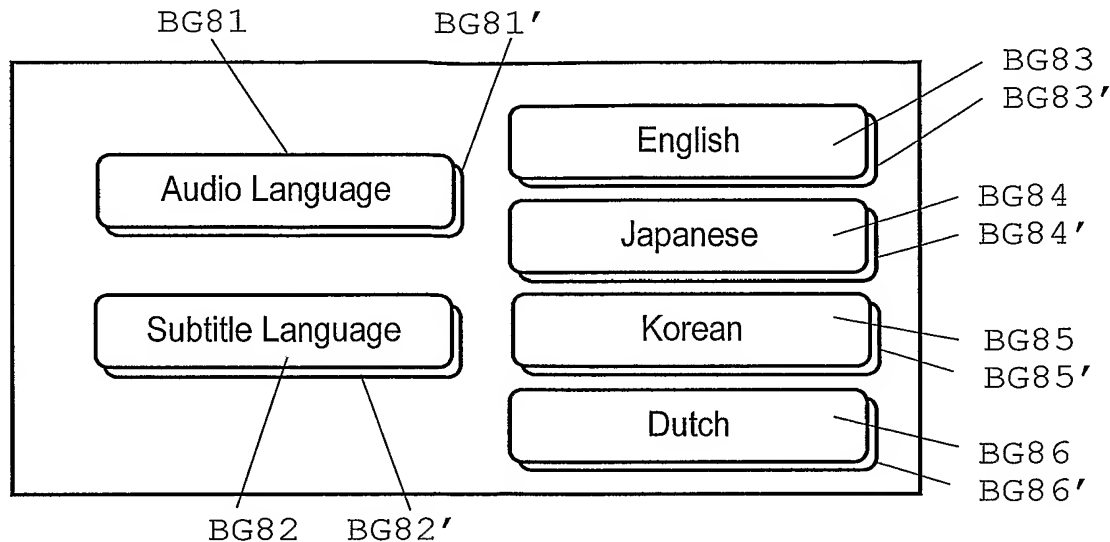 BG81 BG81'
BG83
BG83'
English
Audio Language
BG84
Japanese
BG84'
Subtitle Language
Korean
BG85
BG85'
Dutch
BG86
BG86'
BG82 BG82'